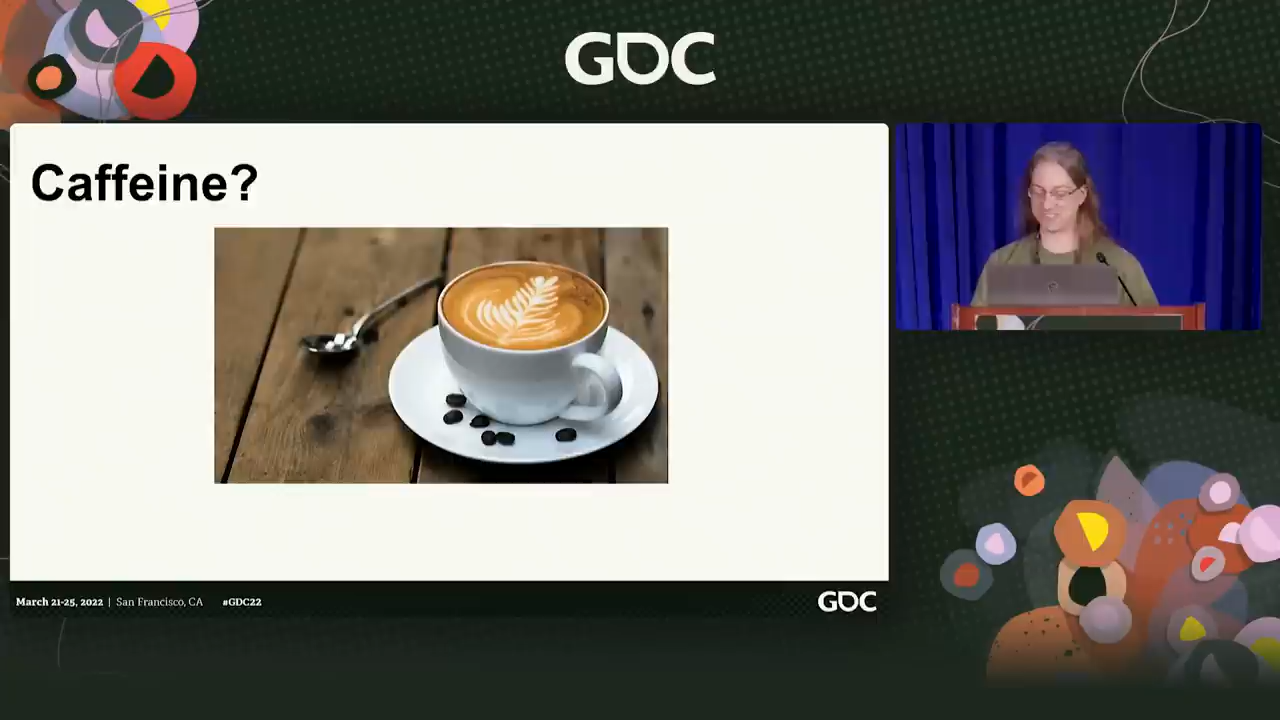 GDC
Caffeine?
March 21-25, 2022 | San Francisco, CA #GDC22
GDC